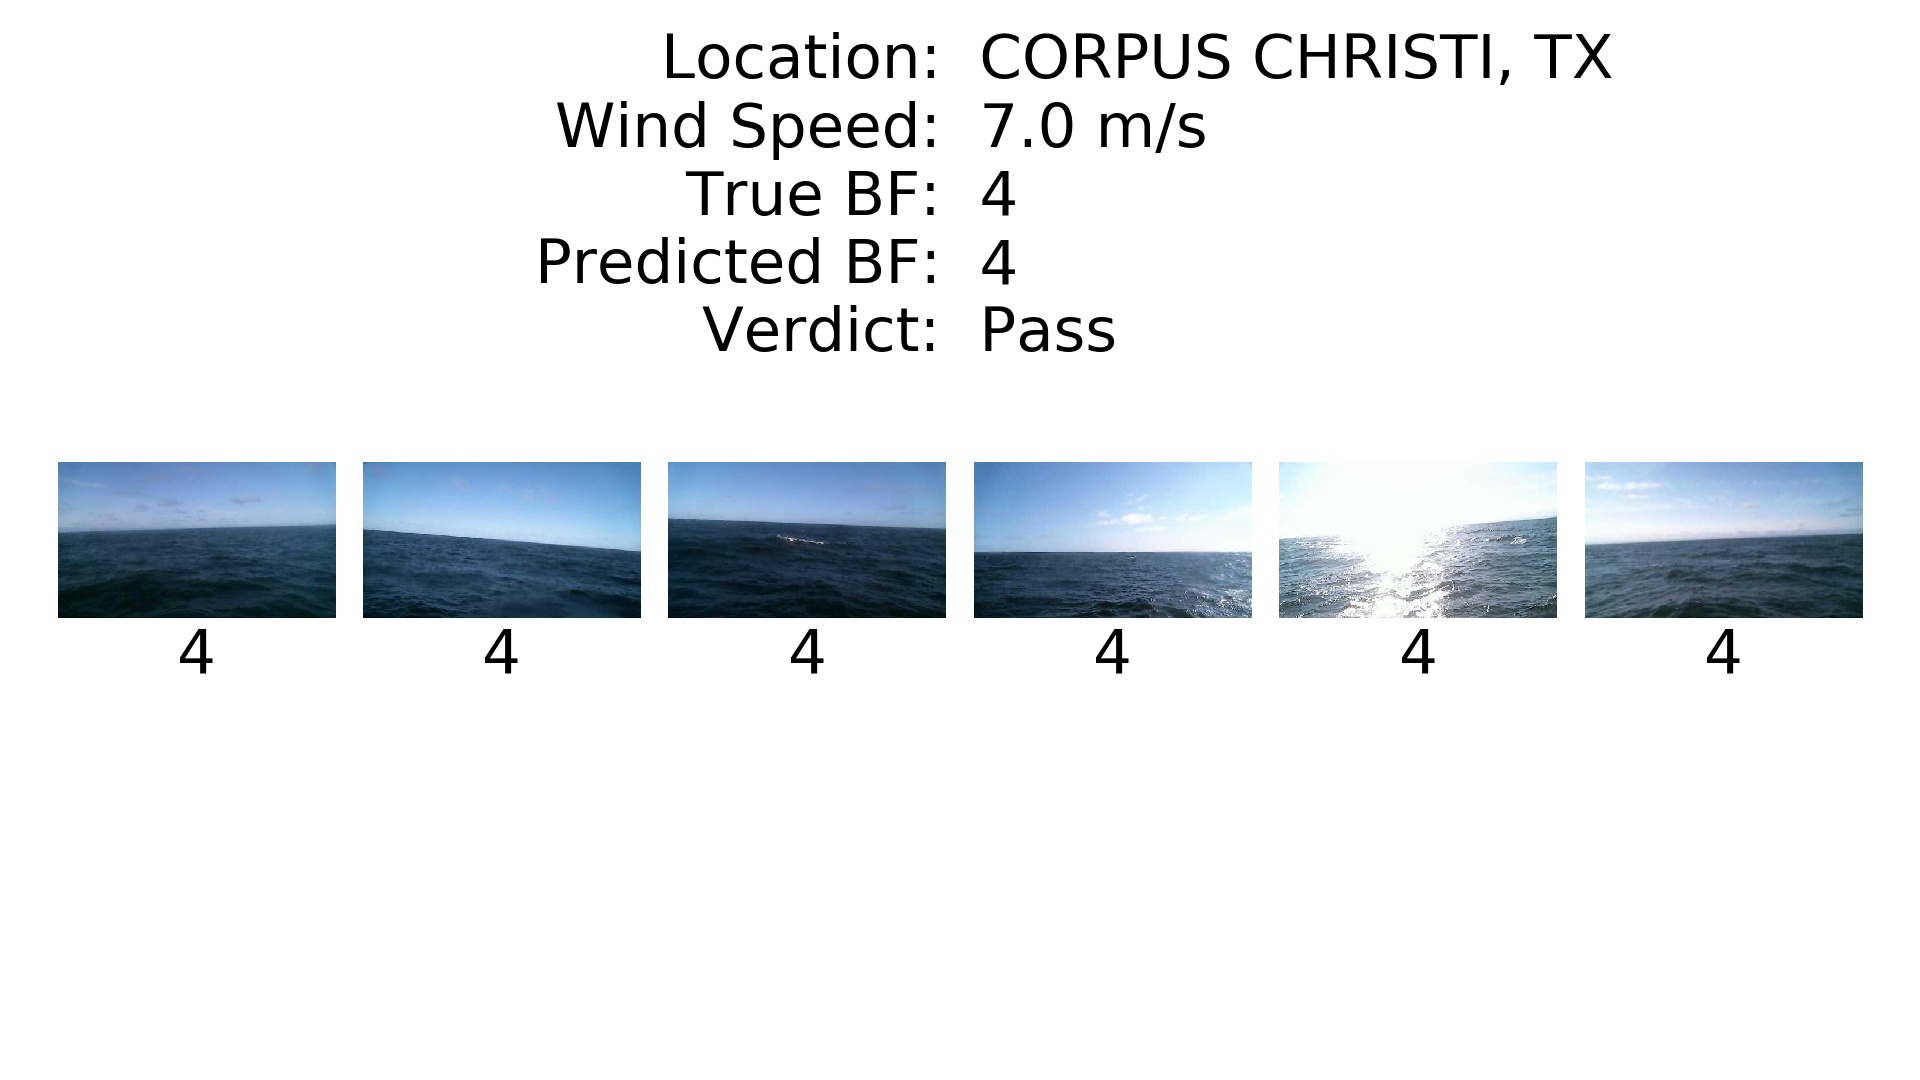 Location: CORPUS CHRISTI, TX
Wind Speed: 7.0 m/s
True BF: 4
Predicted BF: 4
Verdict: Pass
4 4 4 4 4 4